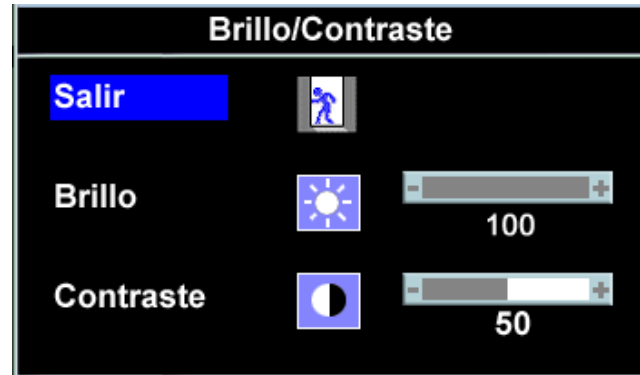 Brillo/Contraste
Salir
Brillo
- +
100
Contraste
- +
50